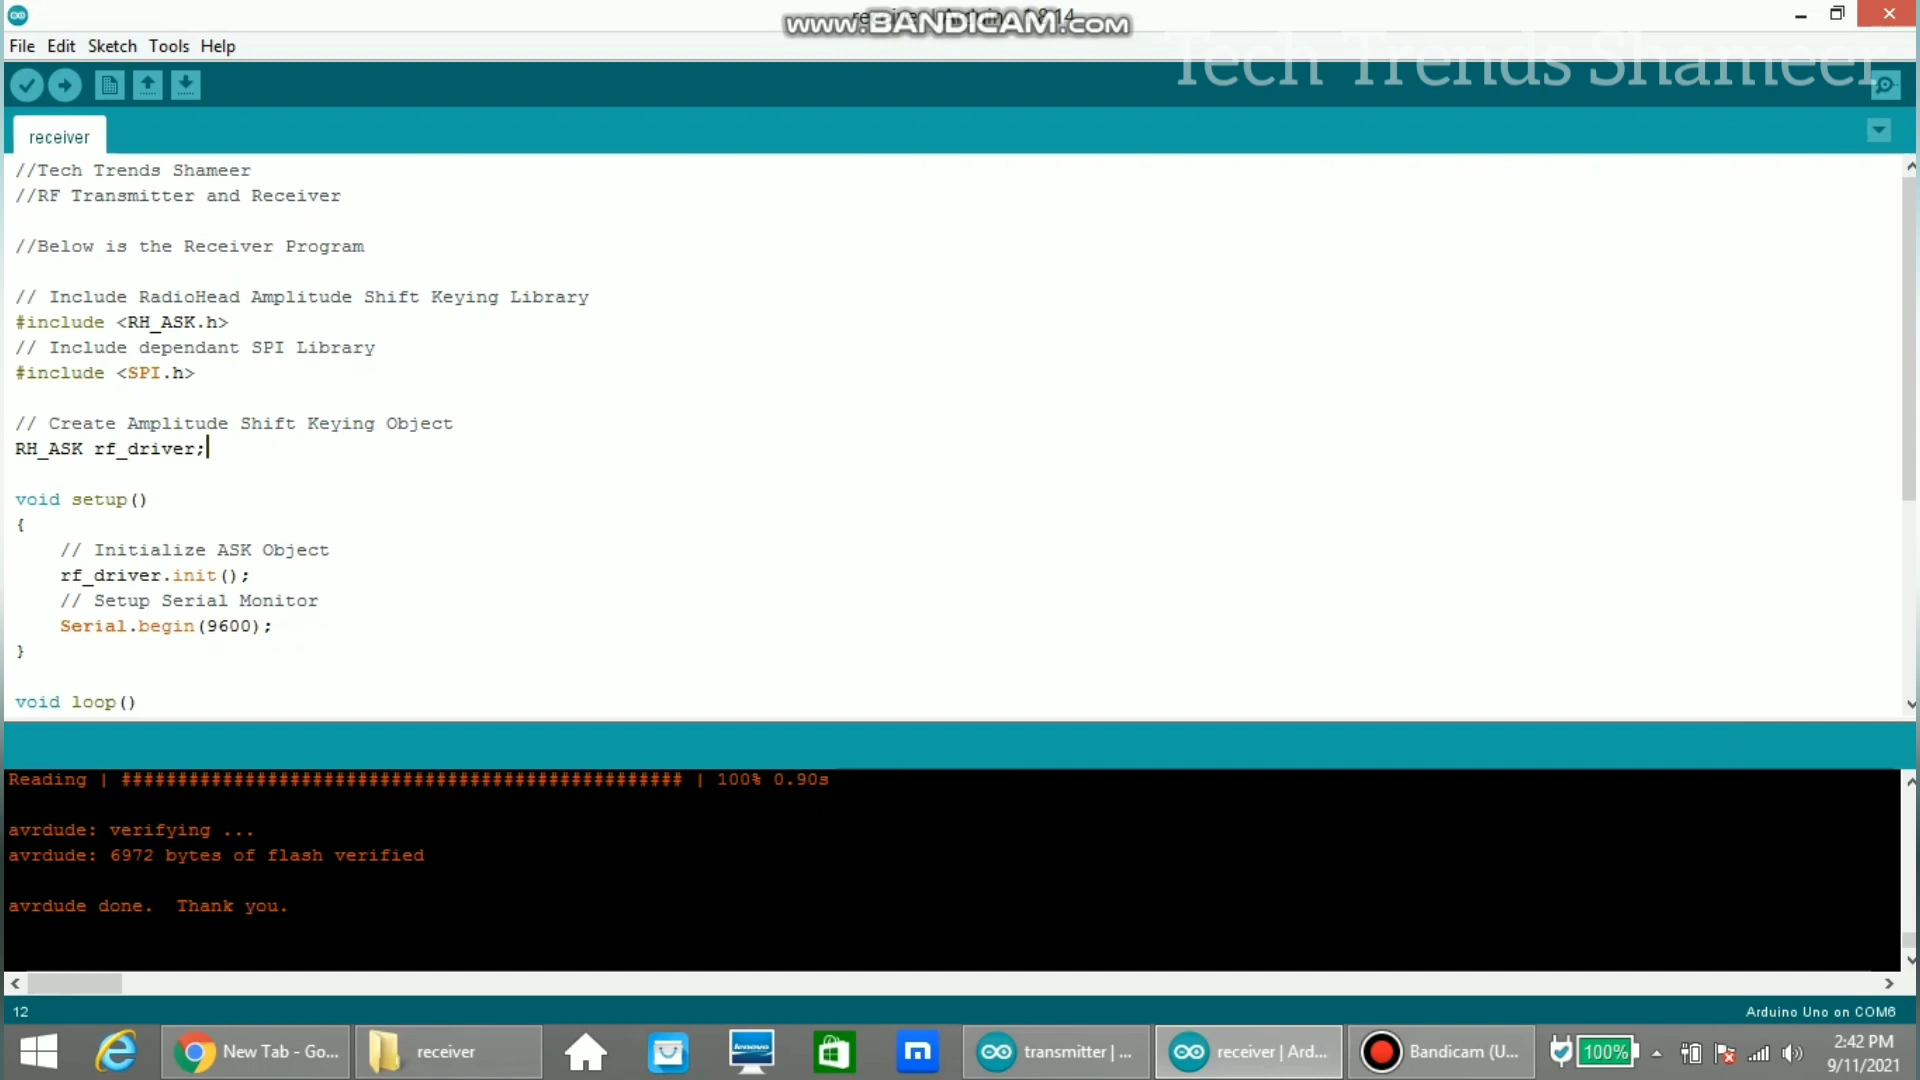 www.BANDICAM.com
File Edit Sketch Tools Help
Tech Trends Shameer
receiver
//Tech Trends Shameer
//RF Transmitter and Receiver
//Below is the Receiver Program
// Include RadioHead Amplitude Shift Keying Library
#include <RH_ASK.h>
// Include dependant SPI Library
#include <SPI.h>
// Create Amplitude Shift Keying Object
RH_ASK rf_driver;
void setup()
{
// Initialize ASK Object
rf_driver.init();
// Setup Serial Monitor
Serial.begin(9600);
}
void loop()
Reading | ################################################## | 100% 0.90s
avrdude: verifying ...
avrdude: 6972 bytes of flash verified
avrdude done.  Thank you.
12
Arduino Uno on COM6
New Tab - Go...
receiver
lenovo
transmitter | ...
receiver | Ard...
Bandicam (U...
100%
2:42 PM
9/11/2021